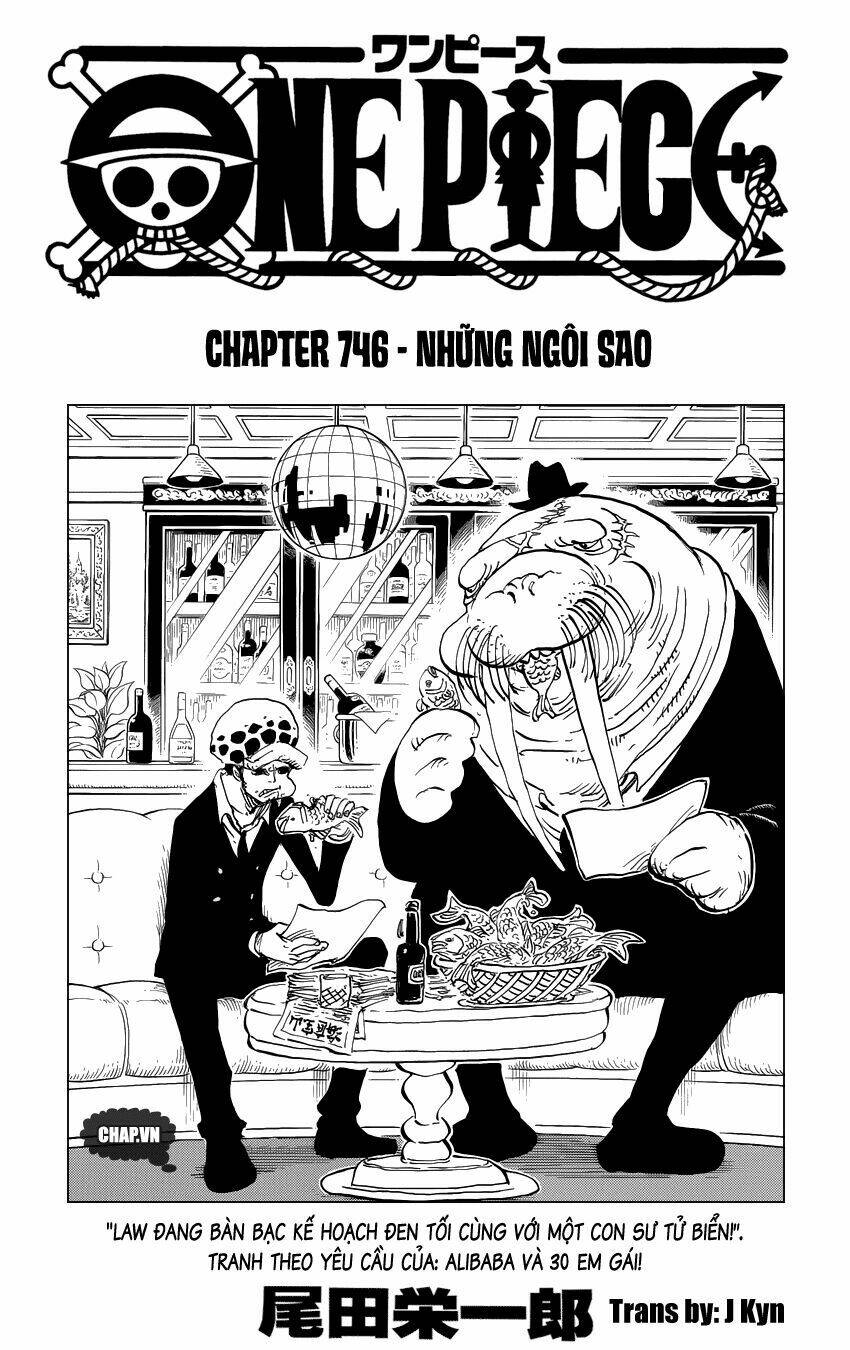 ワンピース
ONE PIECE
CHAPTER 746 - NHỮNG NGÔI SAO
CHAP.VN
"LAW ĐANG BÀN BẠC KẾ HOẠCH ĐEN TỐI CÙNG VỚI MỘT CON SƯ TỬ BIỂN!".
TRANH THEO YÊU CẦU CỦA: ALIBABA VÀ 30 EM GÁI!
尾田栄一郎 Trans by: J Kyn